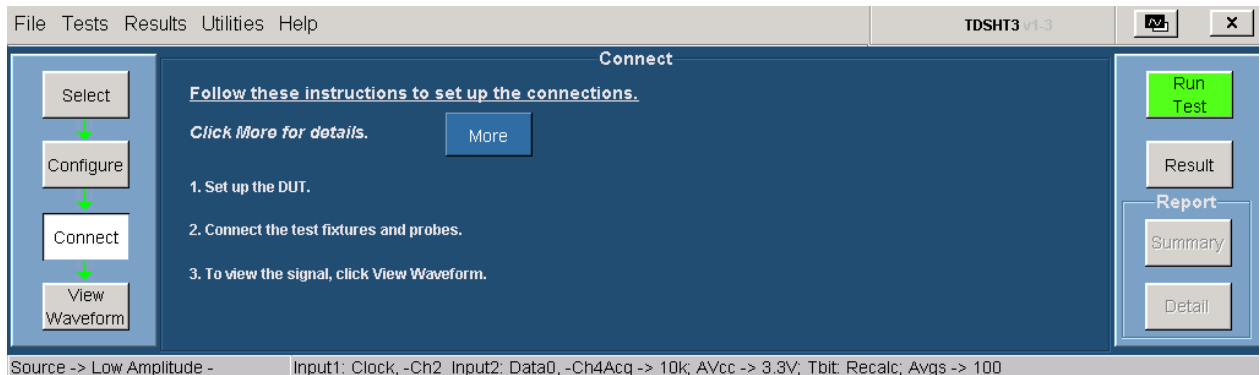 File Tests Results Utilities Help TDSHT3 v1-3 x
Connect
Select
Configure
Connect
View
Waveform
Follow these instructions to set up the connections.
Click More for details. More
1. Set up the DUT.
2. Connect the test fixtures and probes.
3. To view the signal, click View Waveform.
Run
Test
Result
Report
Summary
Detail
Source -> Low Amplitude - Input1: Clock, -Ch2 Input2: Data0, -Ch4Acq -> 10k; AVcc -> 3.3V; Tbit: Recalc; Avgs -> 100